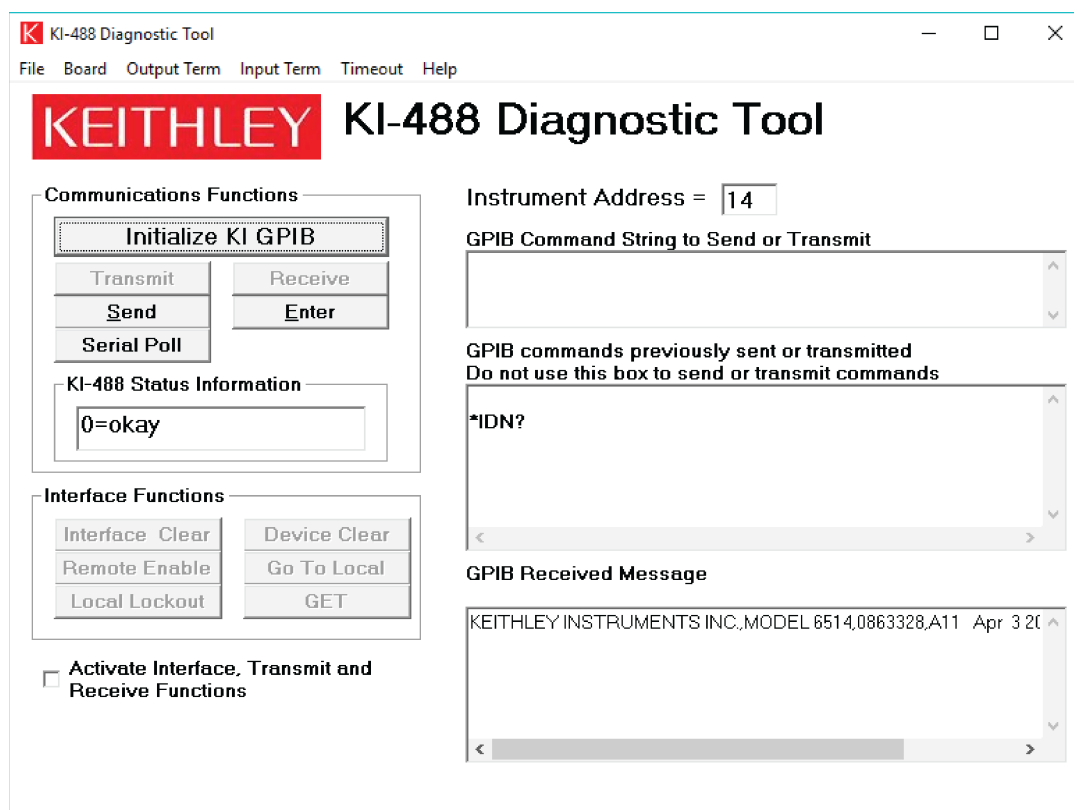 KI-488 Diagnostic Tool
File Board Output Term Input Term Timeout Help
KEITHLEY KI-488 Diagnostic Tool
Communications Functions
Initialize KI GPIB
Transmit Receive
Send Enter
Serial Poll
KI-488 Status Information
0=okay
Interface Functions
Interface Clear Device Clear
Remote Enable Go To Local
Local Lockout GET
Activate Interface, Transmit and
Receive Functions
Instrument Address = 14
GPIB Command String to Send or Transmit
GPIB commands previously sent or transmitted
Do not use this box to send or transmit commands
*IDN?
GPIB Received Message
KEITHLEY INSTRUMENTS INC.,MODEL 6514,0863328,A11 Apr 3